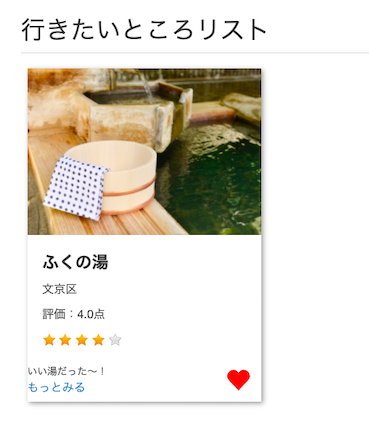 行きたいところリスト
ふくの湯
文京区
評価：4.0点
いい湯だった〜！
もっとみる